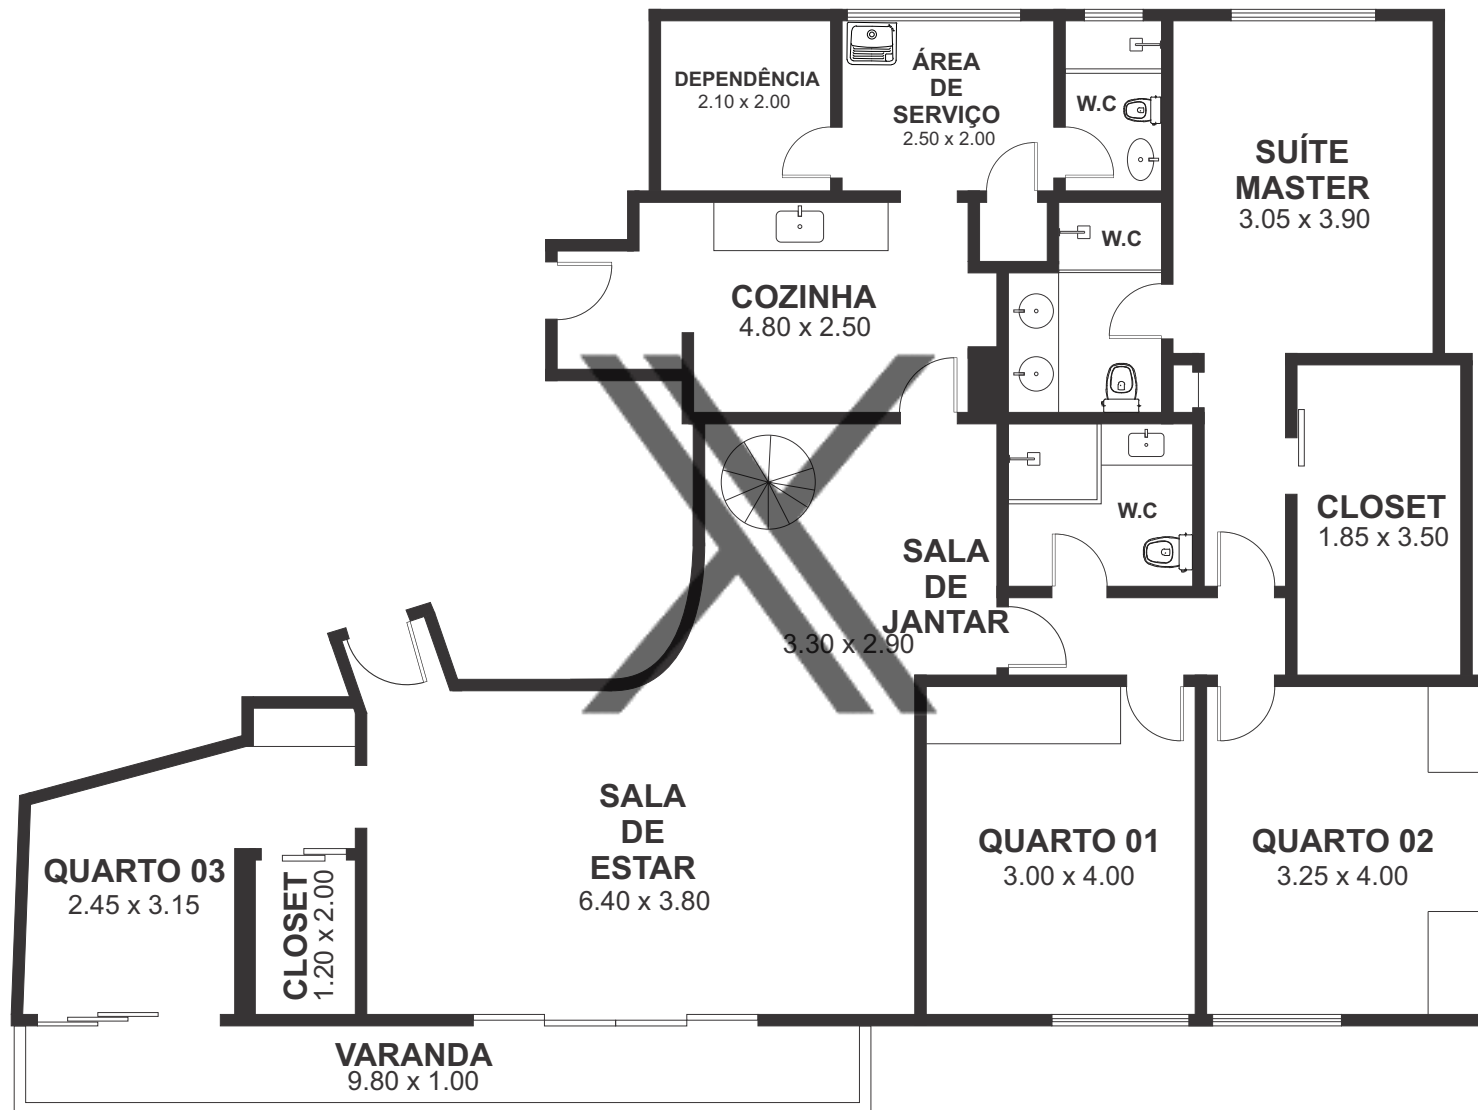 DEPENDÊNCIA
2.10 x 2.00
ÁREA
DE
SERVIÇO
2.50 x 2.00
W.C
SUÍTE
MASTER
3.05 x 3.90
W.C
COZINHA
4.80 x 2.50
W.C
CLOSET
1.85 x 3.50
SALA
DE
JANTAR
3.30 x 2.90
SALA
DE
ESTAR
6.40 x 3.80
QUARTO 01
3.00 x 4.00
QUARTO 02
3.25 x 4.00
QUARTO 03
2.45 x 3.15
CLOSET
1.20 x 2.00
VARANDA
9.80 x 1.00